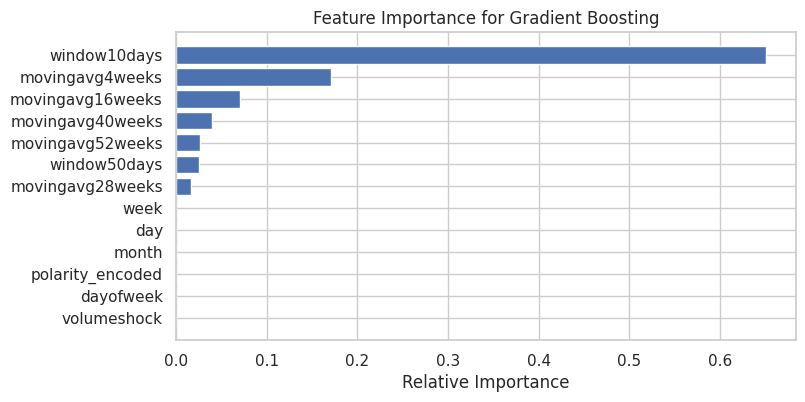 Feature Importance for Gradient Boosting
window10days
movingavg4weeks
movingavg16weeks
movingavg40weeks
movingavg52weeks
window50days
movingavg28weeks
week
day
month
polarity_encoded
dayofweek
volumeshock
0.0 0.1 0.2 0.3 0.4 0.5 0.6
Relative Importance